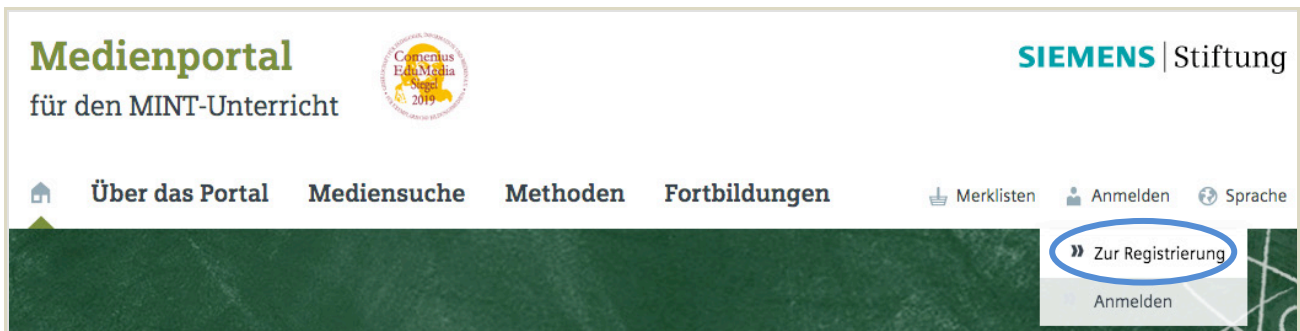 Medienportal
für den MINT-Unterricht
Comenius
EduMedia
Siegel
2019
SIEMENS | Stiftung
Über das Portal Mediensuche Methoden Fortbildungen Merklisten Anmelden Sprache
» Zur Registrierung
Anmelden